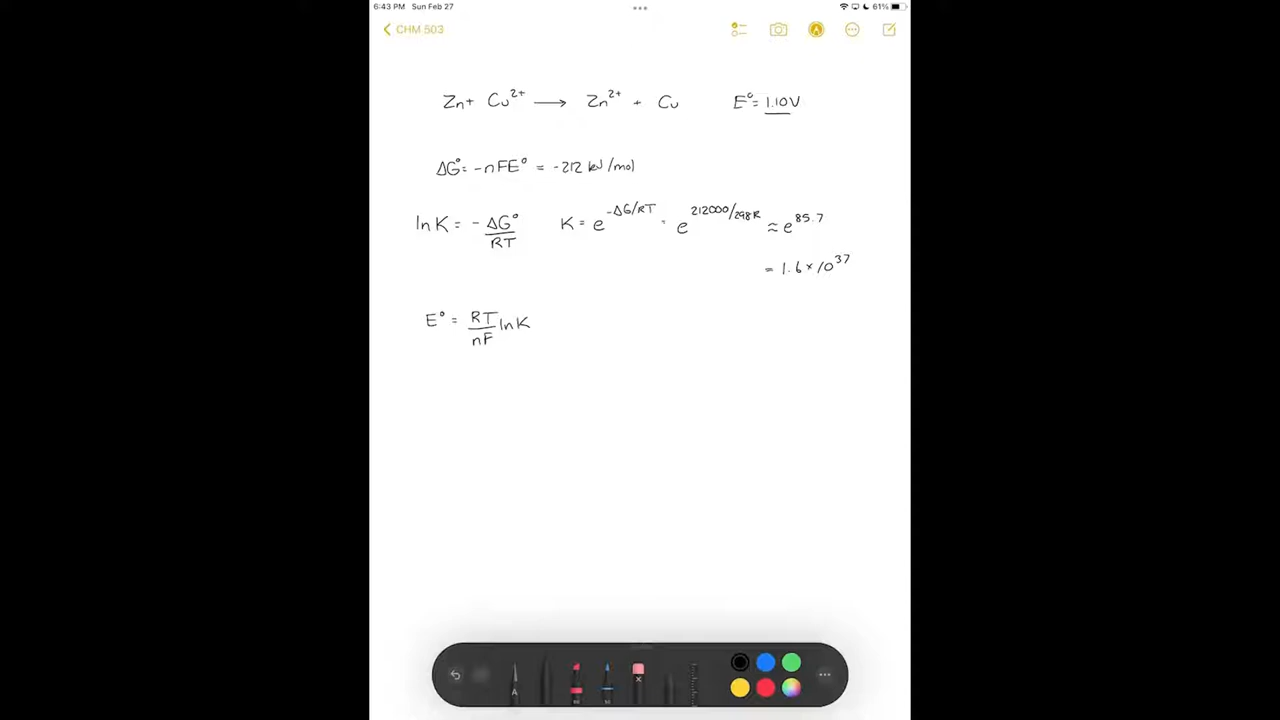 6:43 PM Sun Feb 27 61%
CHM 503
Zn + Cu²⁺ ⟶ Zn²⁺ + Cu E° = 1.10V
ΔG° = -nFE° = -212 kJ/mol
ln K = - ΔG°/RT K = e^(-ΔG/RT) = e^(212000/298R) ≈ e^85.7
= 1.6 × 10³⁷
E° = RT/nF ln K